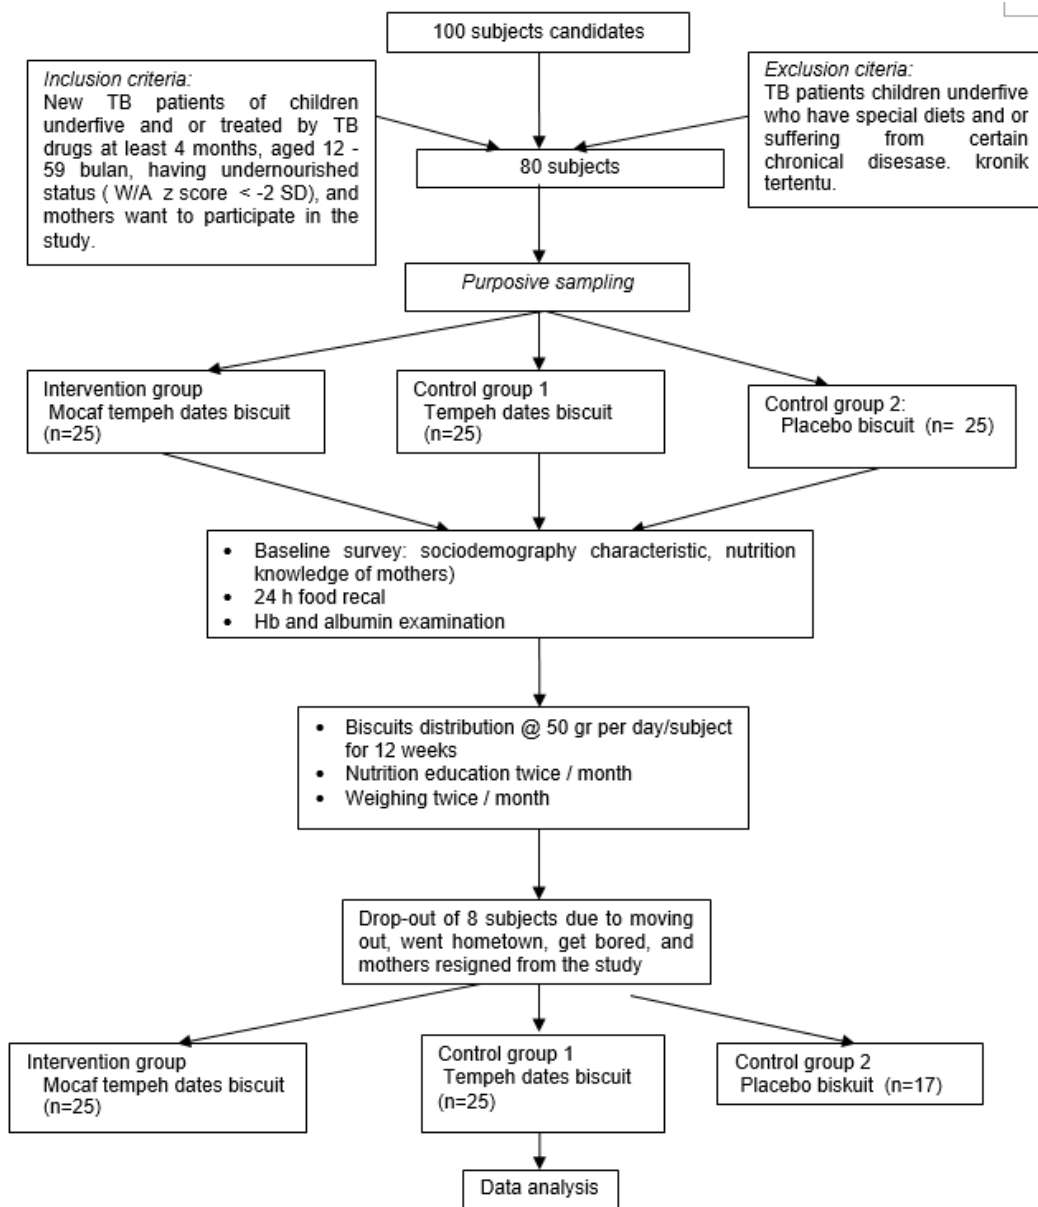 100 subjects candidates
Inclusion criteria:
New TB patients of children
underfive and or treated by TB
drugs at least 4 months, aged 12 -
59 bulan, having undernourished
status ( W/A z score < -2 SD), and
mothers want to participate in the
study.
Exclusion citeria:
TB patients children underfive
who have special diets and or
suffering from certain
chronical disesase. kronik
tertentu.
80 subjects
Purposive sampling
Intervention group
Mocaf tempeh dates biscuit
(n=25)
Control group 1
Tempeh dates biscuit
(n=25)
Control group 2:
Placebo biscuit (n= 25)
• Baseline survey: sociodemography characteristic, nutrition
knowledge of mothers)
• 24 h food recal
• Hb and albumin examination
• Biscuits distribution @ 50 gr per day/subject
for 12 weeks
• Nutrition education twice / month
• Weighing twice / month
Drop-out of 8 subjects due to moving
out, went hometown, get bored, and
mothers resigned from the study
Intervention group
Mocaf tempeh dates biscuit
(n=25)
Control group 1
Tempeh dates biscuit
(n=25)
Control group 2
Placebo biskuit (n=17)
Data analysis